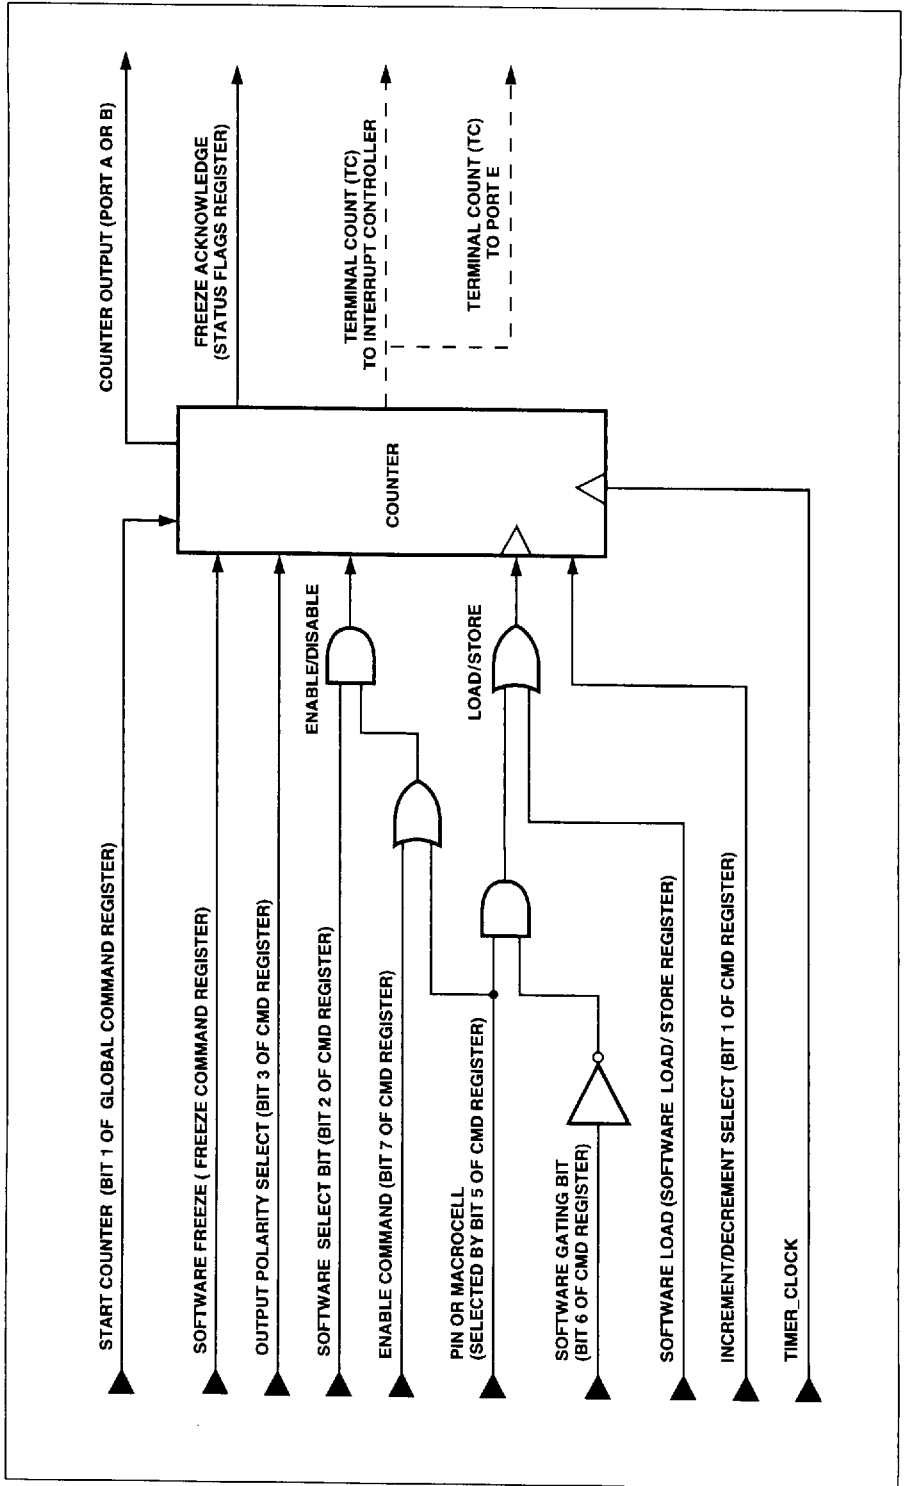 START COUNTER (BIT 1 OF GLOBAL COMMAND REGISTER)
SOFTWARE FREEZE ( FREEZE COMMAND REGISTER)
OUTPUT POLARITY SELECT (BIT 3 OF CMD REGISTER)
SOFTWARE SELECT BIT (BIT 2 OF CMD REGISTER)
ENABLE COMMAND (BIT 7 OF CMD REGISTER)
PIN OR MACROCELL
(SELECTED BY BIT 5 OF CMD REGISTER)
SOFTWARE GATING BIT
(BIT 6 OF CMD REGISTER)
SOFTWARE LOAD (SOFTWARE LOAD/ STORE REGISTER)
INCREMENT/DECREMENT SELECT (BIT 1 OF CMD REGISTER)
TIMER_CLOCK
ENABLE/DISABLE
LOAD/STORE
COUNTER
COUNTER OUTPUT (PORT A OR B)
FREEZE ACKNOWLEDGE
(STATUS FLAGS REGISTER)
TERMINAL COUNT (TC)
TO INTERRUPT CONTROLLER
TERMINAL COUNT (TC)
TO PORT E